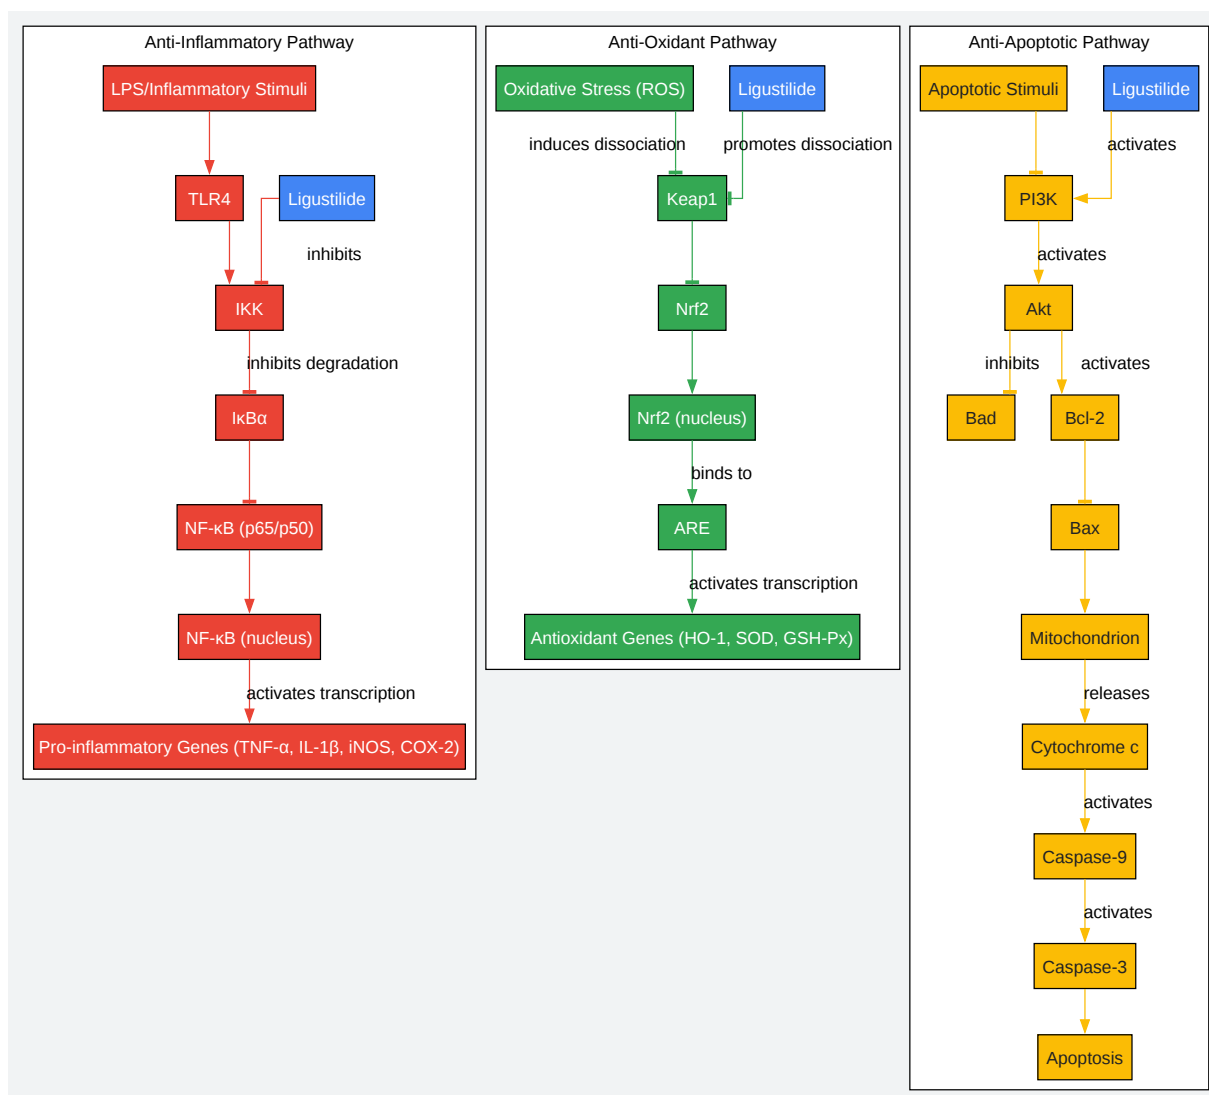 Anti-Inflammatory Pathway
LPS/Inflammatory Stimuli
TLR4
Ligustilide
inhibits
IKK
inhibits degradation
IκBα
NF-κB (p65/p50)
NF-κB (nucleus)
activates transcription
Pro-inflammatory Genes (TNF-α, IL-1β, iNOS, COX-2)
Anti-Oxidant Pathway
Oxidative Stress (ROS)
Ligustilide
induces dissociation
promotes dissociation
Keap1
Nrf2
Nrf2 (nucleus)
binds to
ARE
activates transcription
Antioxidant Genes (HO-1, SOD, GSH-Px)
Anti-Apoptotic Pathway
Apoptotic Stimuli
Ligustilide
activates
PI3K
activates
Akt
inhibits
activates
Bad
Bcl-2
Bax
Mitochondrion
releases
Cytochrome c
activates
Caspase-9
activates
Caspase-3
Apoptosis